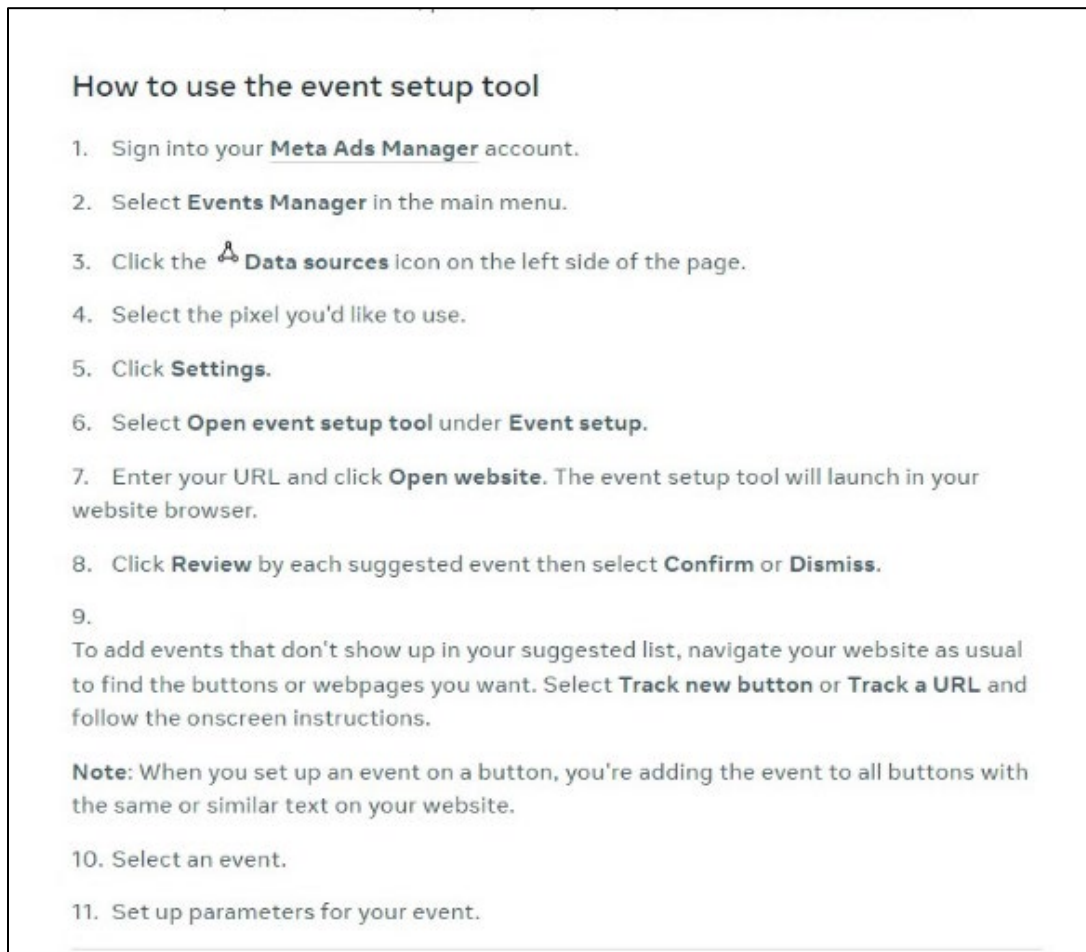 How to use the event setup tool
1. Sign into your Meta Ads Manager account.
2. Select Events Manager in the main menu.
3. Click the Data sources icon on the left side of the page.
4. Select the pixel you'd like to use.
5. Click Settings.
6. Select Open event setup tool under Event setup.
7. Enter your URL and click Open website. The event setup tool will launch in your
website browser.
8. Click Review by each suggested event then select Confirm or Dismiss.
9.
To add events that don't show up in your suggested list, navigate your website as usual
to find the buttons or webpages you want. Select Track new button or Track a URL and
follow the onscreen instructions.
Note: When you set up an event on a button, you're adding the event to all buttons with
the same or similar text on your website.
10. Select an event.
11. Set up parameters for your event.